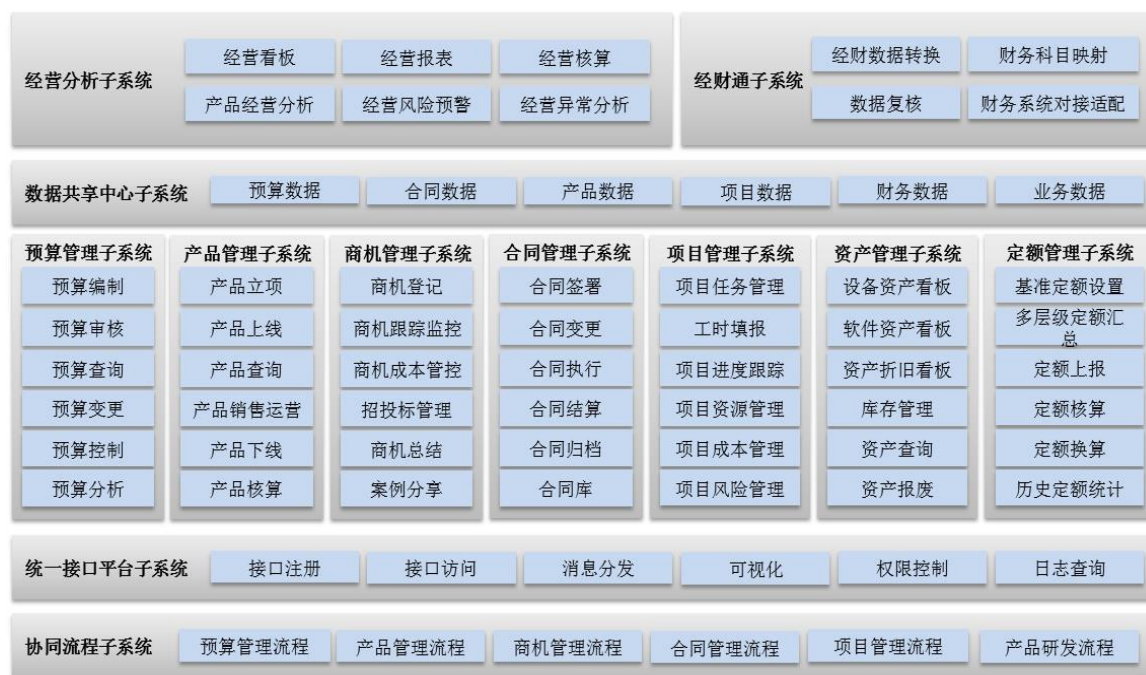 经营分析子系统
经营看板 经营报表 经营核算
产品经营分析 经营风险预警 经营异常分析
经财通子系统
经财数据转换 财务科目映射
数据复核 财务系统对接适配
数据共享中心子系统 预算数据 合同数据 产品数据 项目数据 财务数据 业务数据
预算管理子系统
预算编制
预算审核
预算查询
预算变更
预算控制
预算分析
产品管理子系统
产品立项
产品上线
产品查询
产品销售运营
产品下线
产品核算
商机管理子系统
商机登记
商机跟踪监控
商机成本管控
招投标管理
商机总结
案例分享
合同管理子系统
合同签署
合同变更
合同执行
合同结算
合同归档
合同库
项目管理子系统
项目任务管理
工时填报
项目进度跟踪
项目资源管理
项目成本管理
项目风险管理
资产管理子系统
设备资产看板
软件资产看板
资产折旧看板
库存管理
资产查询
资产报废
定额管理子系统
基准定额设置
多层级定额汇
总
定额上报
定额核算
定额换算
历史定额统计
统一接口平台子系统 接口注册 接口访问 消息分发 可视化 权限控制 日志查询
协同流程子系统 预算管理流程 产品管理流程 商机管理流程 合同管理流程 项目管理流程 产品研发流程